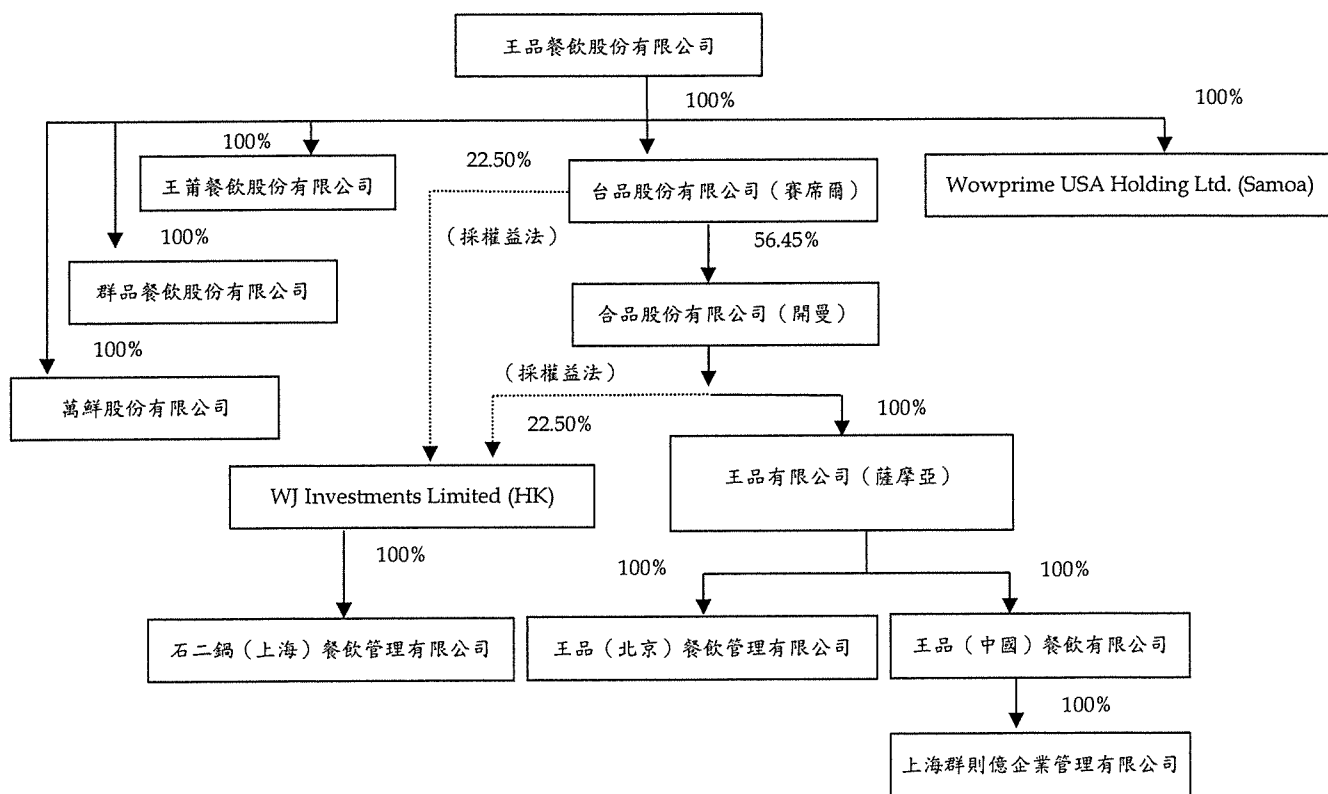 王品餐飲股份有限公司
100%
100%
100%
22.50%
王莆餐飲股份有限公司
台品股份有限公司（賽席爾）
Wowprime USA Holding Ltd. (Samoa)
100%
（採權益法）
56.45%
群品餐飲股份有限公司
合品股份有限公司（開曼）
100%
（採權益法）
萬鮮股份有限公司
22.50%
100%
WJ Investments Limited (HK)
王品有限公司（薩摩亞）
100%
100%
100%
石二鍋（上海）餐飲管理有限公司
王品（北京）餐飲管理有限公司
王品（中國）餐飲有限公司
100%
上海群則億企業管理有限公司